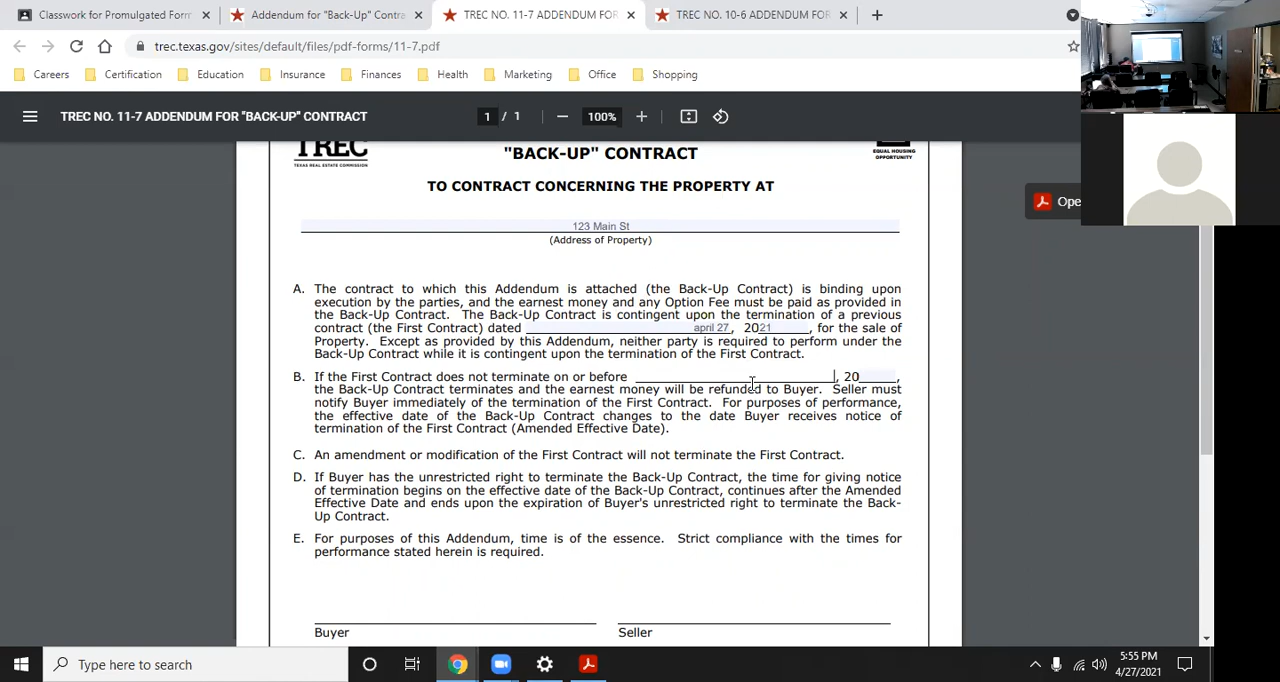 Classwork for Promulgated Form
Addendum for "Back-Up" Contra
TREC NO. 11-7 ADDENDUM FOR
TREC NO. 10-6 ADDENDUM FOR
trec.texas.gov/sites/default/files/pdf-forms/11-7.pdf
Careers Certification Education Insurance Finances Health Marketing Office Shopping
TREC NO. 11-7 ADDENDUM FOR "BACK-UP" CONTRACT
1 / 1
100%
Ope
TREC
TEXAS REAL ESTATE COMMISSION
"BACK-UP" CONTRACT
EQUAL HOUSING
OPPORTUNITY
TO CONTRACT CONCERNING THE PROPERTY AT
123 Main St
(Address of Property)
A. The contract to which this Addendum is attached (the Back-Up Contract) is binding upon
execution by the parties, and the earnest money and any Option Fee must be paid as provided in
the Back-Up Contract. The Back-Up Contract is contingent upon the termination of a previous
contract (the First Contract) dated april 27, 2021, for the sale of
Property. Except as provided by this Addendum, neither party is required to perform under the
Back-Up Contract while it is contingent upon the termination of the First Contract.
B. If the First Contract does not terminate on or before , 20 ,
the Back-Up Contract terminates and the earnest money will be refunded to Buyer. Seller must
notify Buyer immediately of the termination of the First Contract. For purposes of performance,
the effective date of the Back-Up Contract changes to the date Buyer receives notice of
termination of the First Contract (Amended Effective Date).
C. An amendment or modification of the First Contract will not terminate the First Contract.
D. If Buyer has the unrestricted right to terminate the Back-Up Contract, the time for giving notice
of termination begins on the effective date of the Back-Up Contract, continues after the Amended
Effective Date and ends upon the expiration of Buyer's unrestricted right to terminate the Back-
Up Contract.
E. For purposes of this Addendum, time is of the essence. Strict compliance with the times for
performance stated herein is required.
Buyer Seller
Type here to search
5:55 PM
4/27/2021